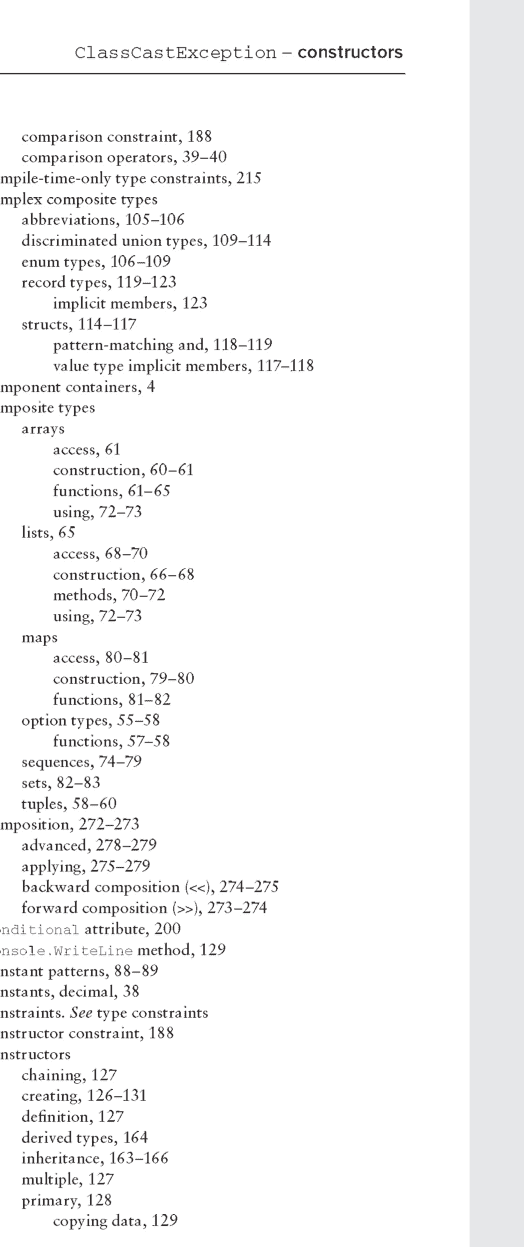 ClassCastException – constructors
comparison constraint, 188
comparison operators, 39–40
mpile-time-only type constraints, 215
mplex composite types
abbreviations, 105–106
discriminated union types, 109–114
enum types, 106–109
record types, 119–123
implicit members, 123
structs, 114–117
pattern-matching and, 118–119
value type implicit members, 117–118
mponent containers, 4
mposite types
arrays
access, 61
construction, 60–61
functions, 61–65
using, 72–73
lists, 65
access, 68–70
construction, 66–68
methods, 70–72
using, 72–73
maps
access, 80–81
construction, 79–80
functions, 81–82
option types, 55–58
functions, 57–58
sequences, 74–79
sets, 82–83
tuples, 58–60
mposition, 272–273
advanced, 278–279
applying, 275–279
backward composition (<<), 274–275
forward composition (>>), 273–274
onditional attribute, 200
onsole.WriteLine method, 129
nstant patterns, 88–89
nstants, decimal, 38
nstraints. See type constraints
nstructor constraint, 188
nstructors
chaining, 127
creating, 126–131
definition, 127
derived types, 164
inheritance, 163–166
multiple, 127
primary, 128
copying data, 129